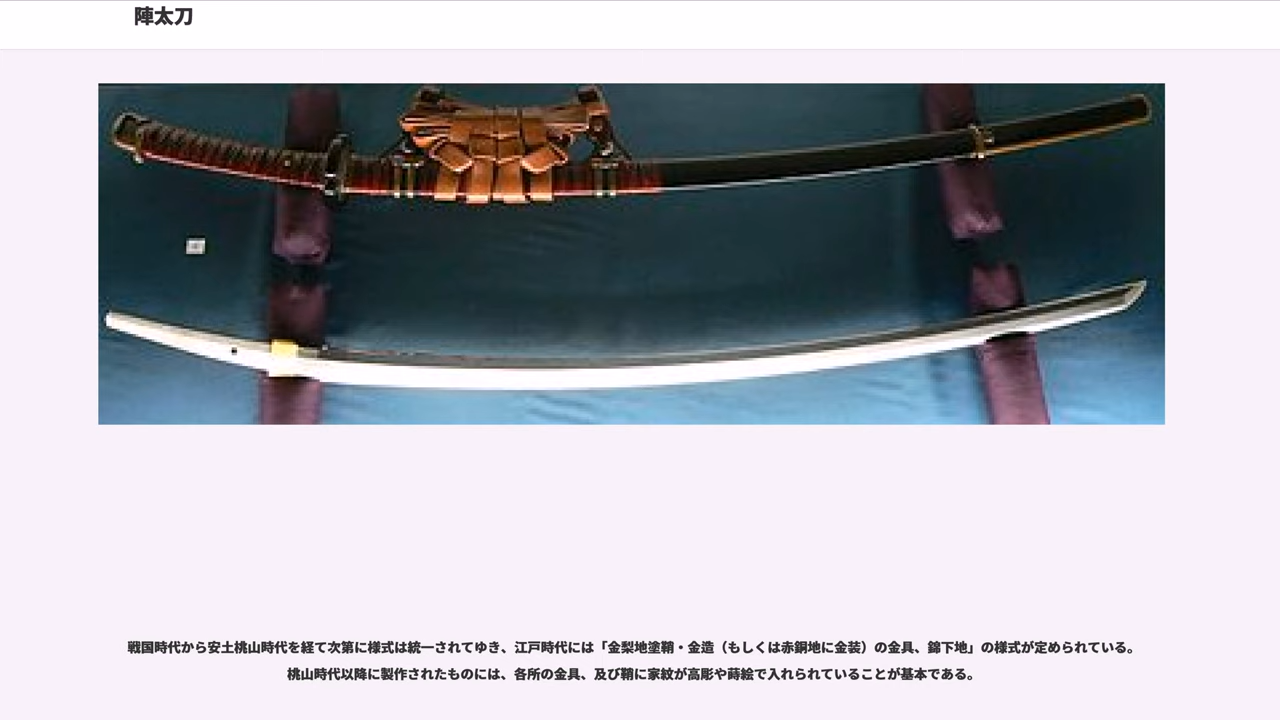 陣太刀
戦国時代から安土桃山時代を経て次第に様式は統一されてゆき、江戸時代には「金梨地塗鞘・金造（もしくは赤銅地に金装）の金具、錦下地」の様式が定められている。
桃山時代以降に製作されたものには、各所の金具、及び鞘に家紋が高彫や蒔絵で入れられていることが基本である。